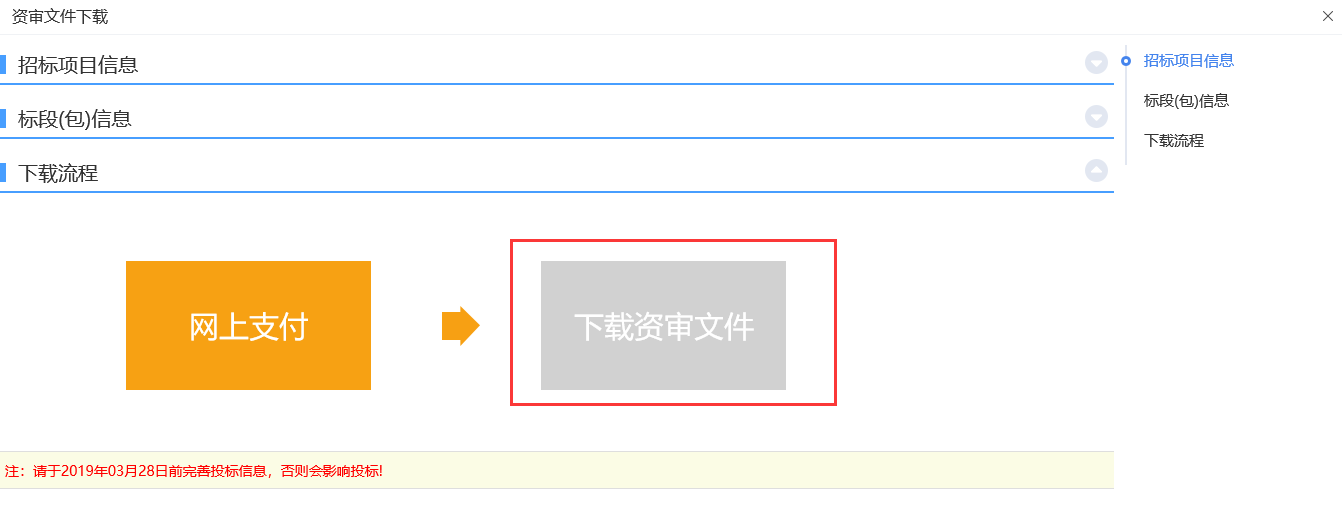 资审文件下载
招标项目信息
标段(包)信息
下载流程
网上支付
下载资审文件
注：请于2019年03月28日前完善投标信息，否则会影响投标!
招标项目信息
标段(包)信息
下载流程